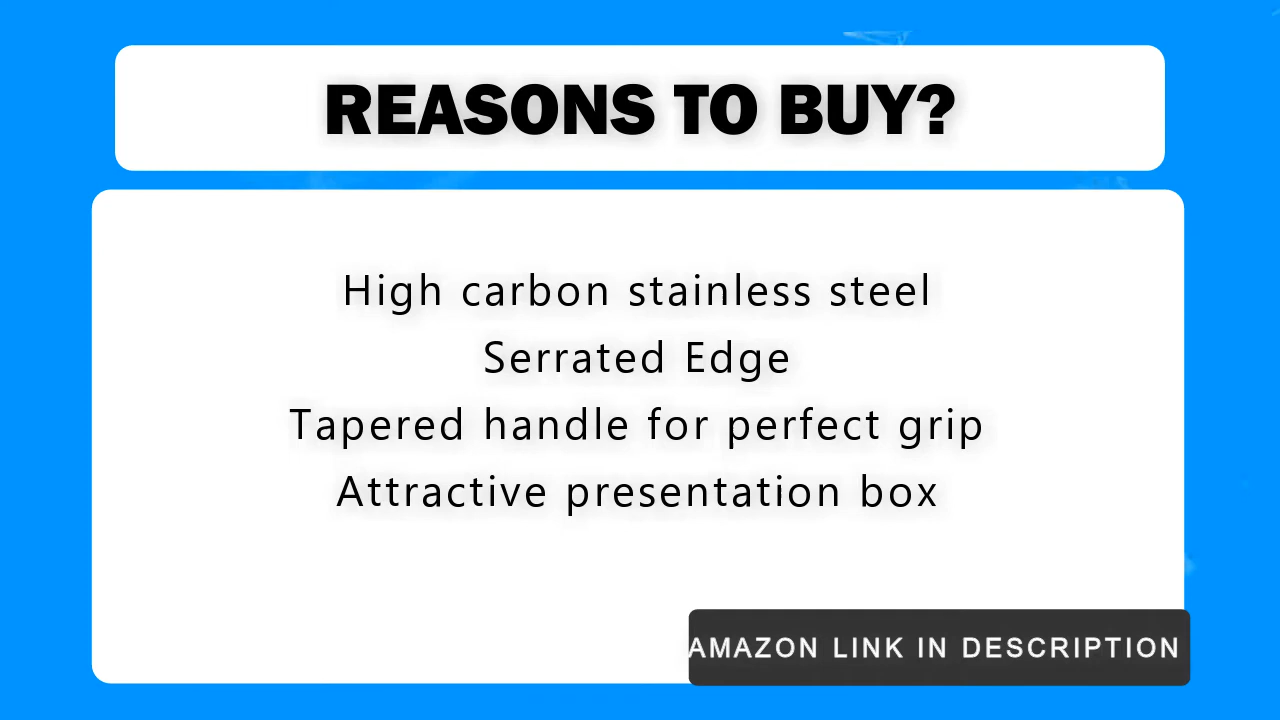 REASONS TO BUY?
High carbon stainless steel
Serrated Edge
Tapered handle for perfect grip
Attractive presentation box
AMAZON LINK IN DESCRIPTION